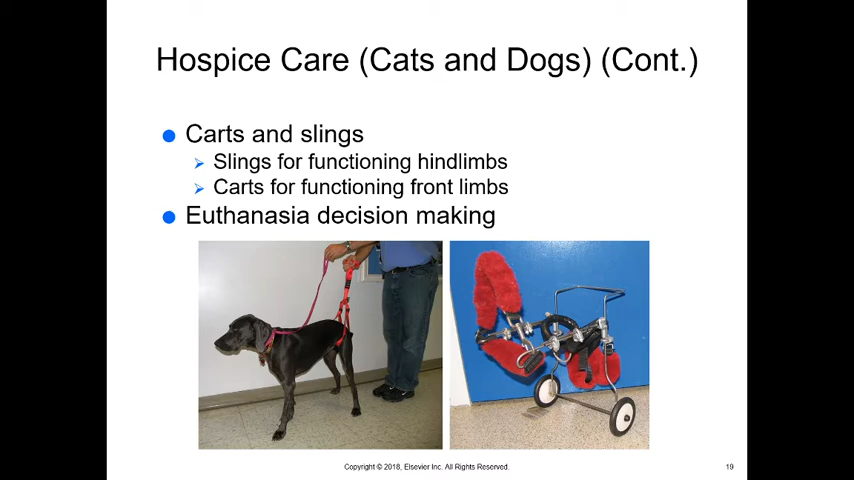 Hospice Care (Cats and Dogs) (Cont.)
Carts and slings
Slings for functioning hindlimbs
Carts for functioning front limbs
Euthanasia decision making
Copyright © 2018, Elsevier Inc. All Rights Reserved.
19